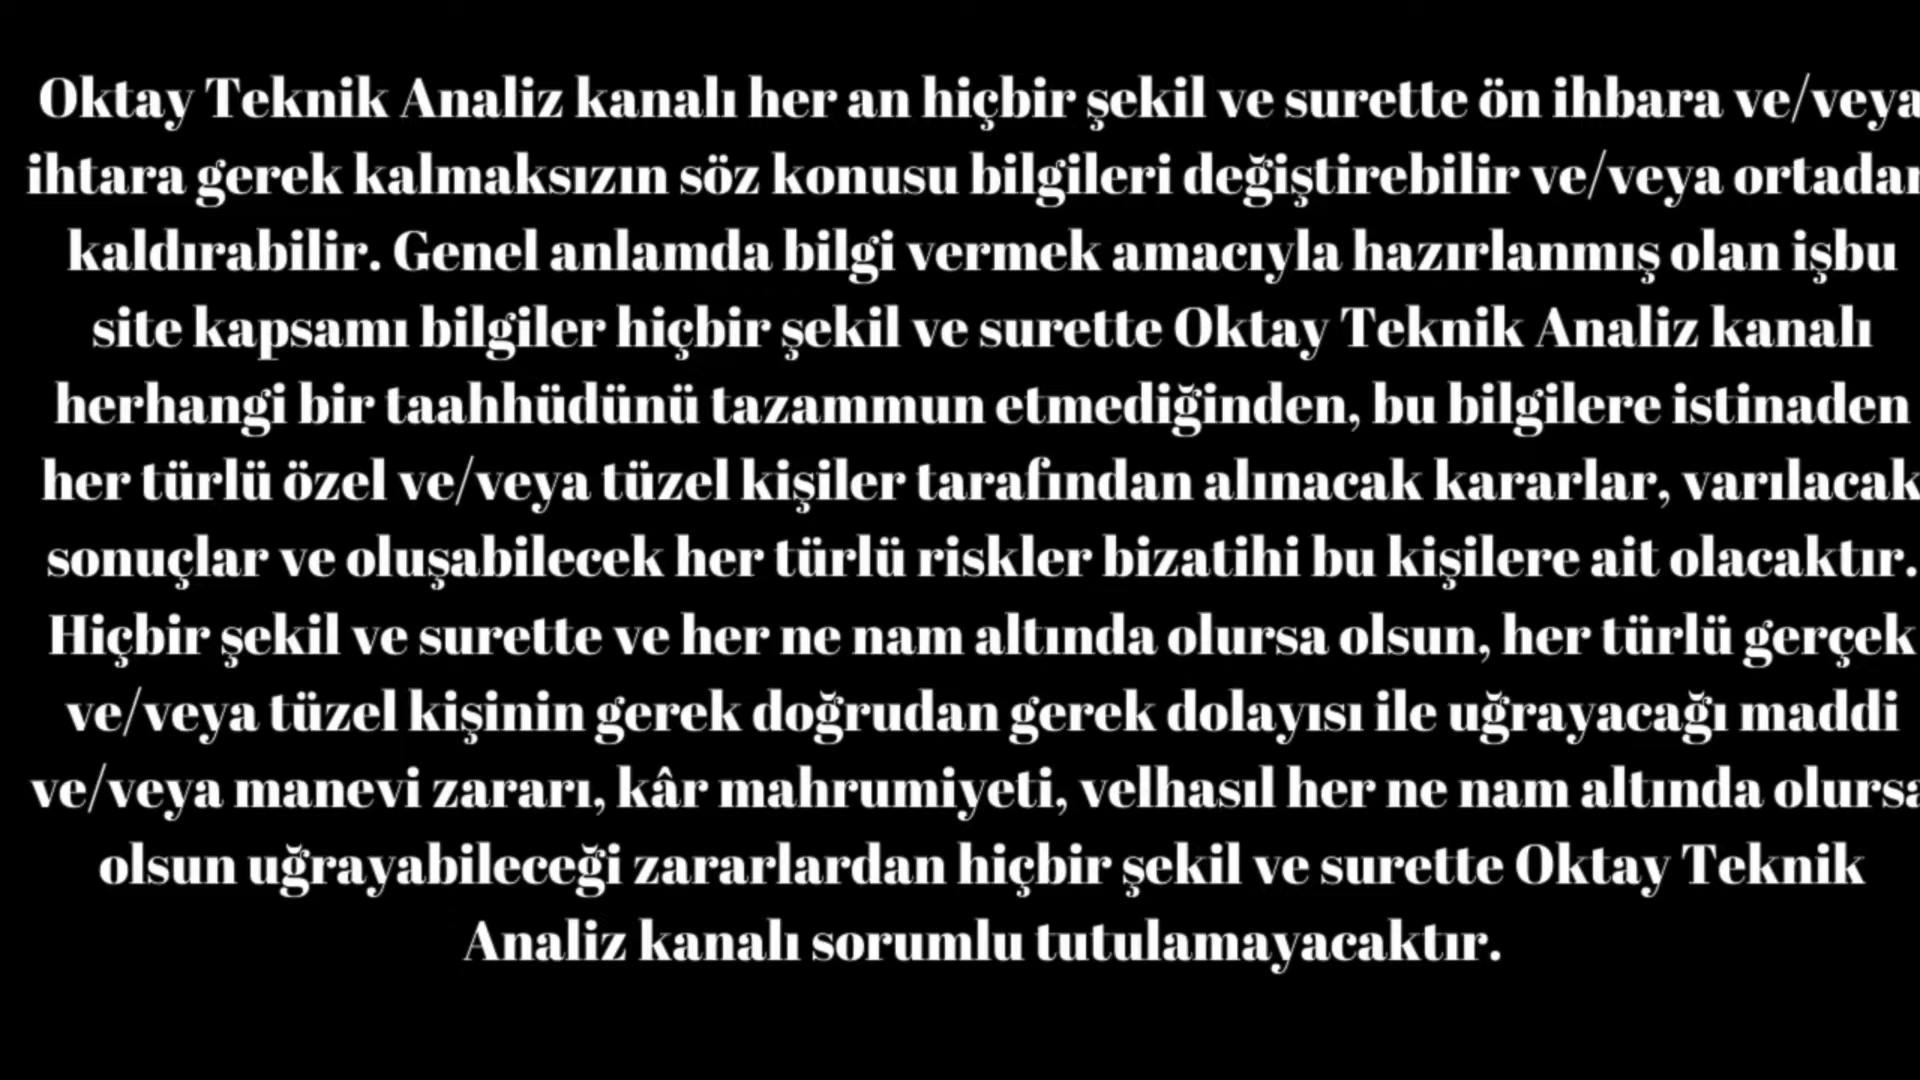 Oktay Teknik Analiz kanalı her an hiçbir şekil ve surette ön ihbara ve/veya
ihtara gerek kalmaksızın söz konusu bilgileri değiştirebilir ve/veya ortadan
kaldırabilir. Genel anlamda bilgi vermek amacıyla hazırlanmış olan işbu
site kapsamı bilgiler hiçbir şekil ve surette Oktay Teknik Analiz kanalı
herhangi bir taahhüdünü tazammun etmediğinden, bu bilgilere istinaden
her türlü özel ve/veya tüzel kişiler tarafından alınacak kararlar, varılacak
sonuçlar ve oluşabilecek her türlü riskler bizatihi bu kişilere ait olacaktır.
Hiçbir şekil ve surette ve her ne nam altında olursa olsun, her türlü gerçek
ve/veya tüzel kişinin gerek doğrudan gerek dolayısı ile uğrayacağı maddi
ve/veya manevi zararı, kâr mahrumiyeti, velhasıl her ne nam altında olursa
olsun uğrayabileceği zararlardan hiçbir şekil ve surette Oktay Teknik
Analiz kanalı sorumlu tutulamayacaktır.